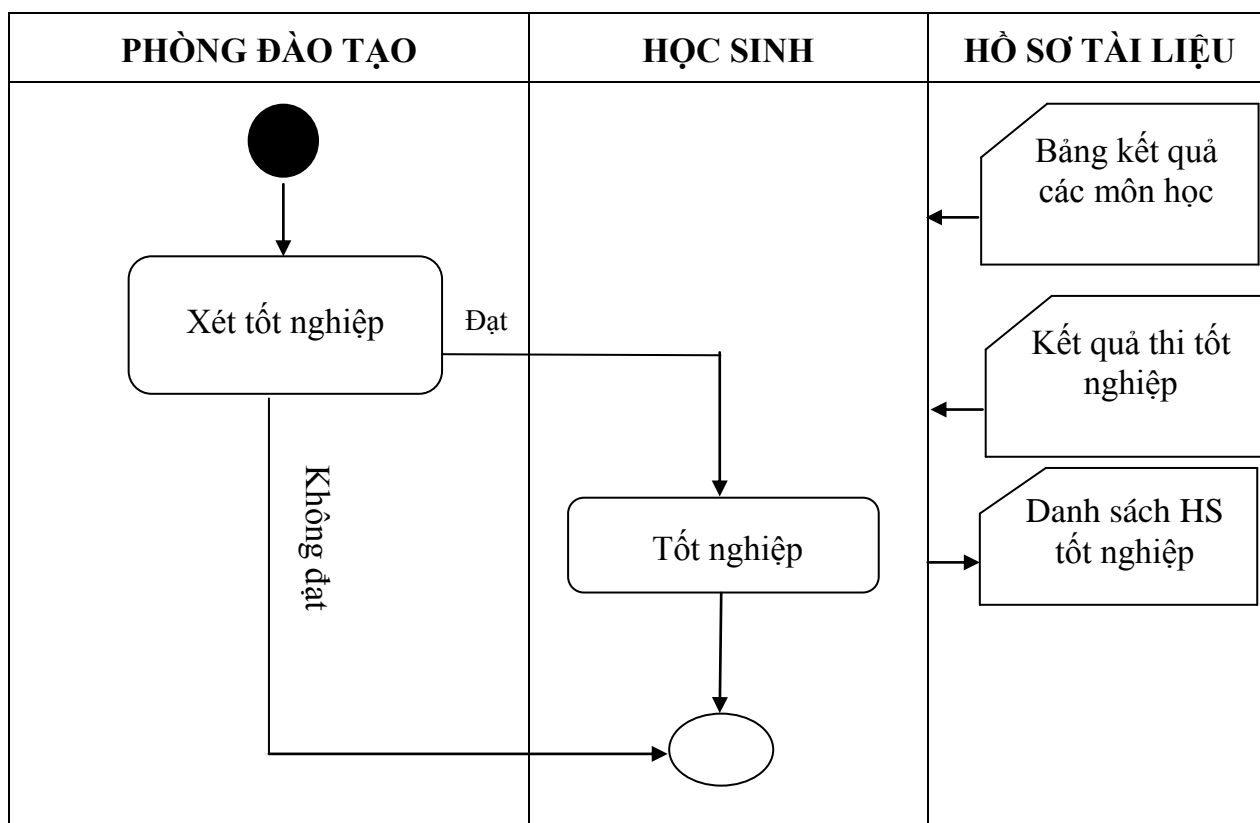 PHÒNG ĐÀO TẠO
HỌC SINH
HỒ SƠ TÀI LIỆU
Bảng kết quả
các môn học
Xét tốt nghiệp
Đạt
Kết quả thi tốt
nghiệp
Không đạt
Danh sách HS
tốt nghiệp
Tốt nghiệp